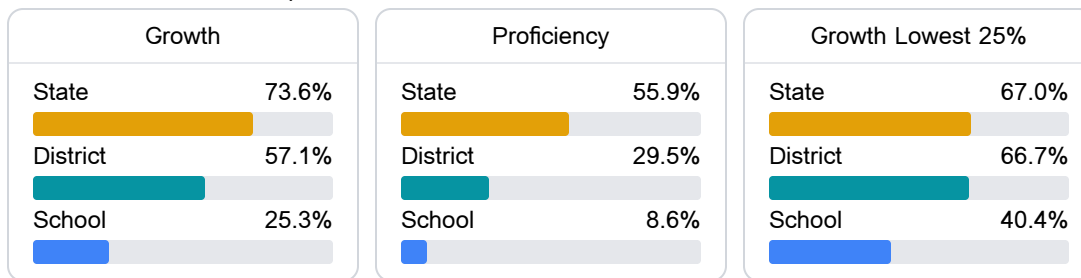 Growth
State 73.6%
District 57.1%
School 25.3%
Proficiency
State 55.9%
District 29.5%
School 8.6%
Growth Lowest 25%
State 67.0%
District 66.7%
School 40.4%